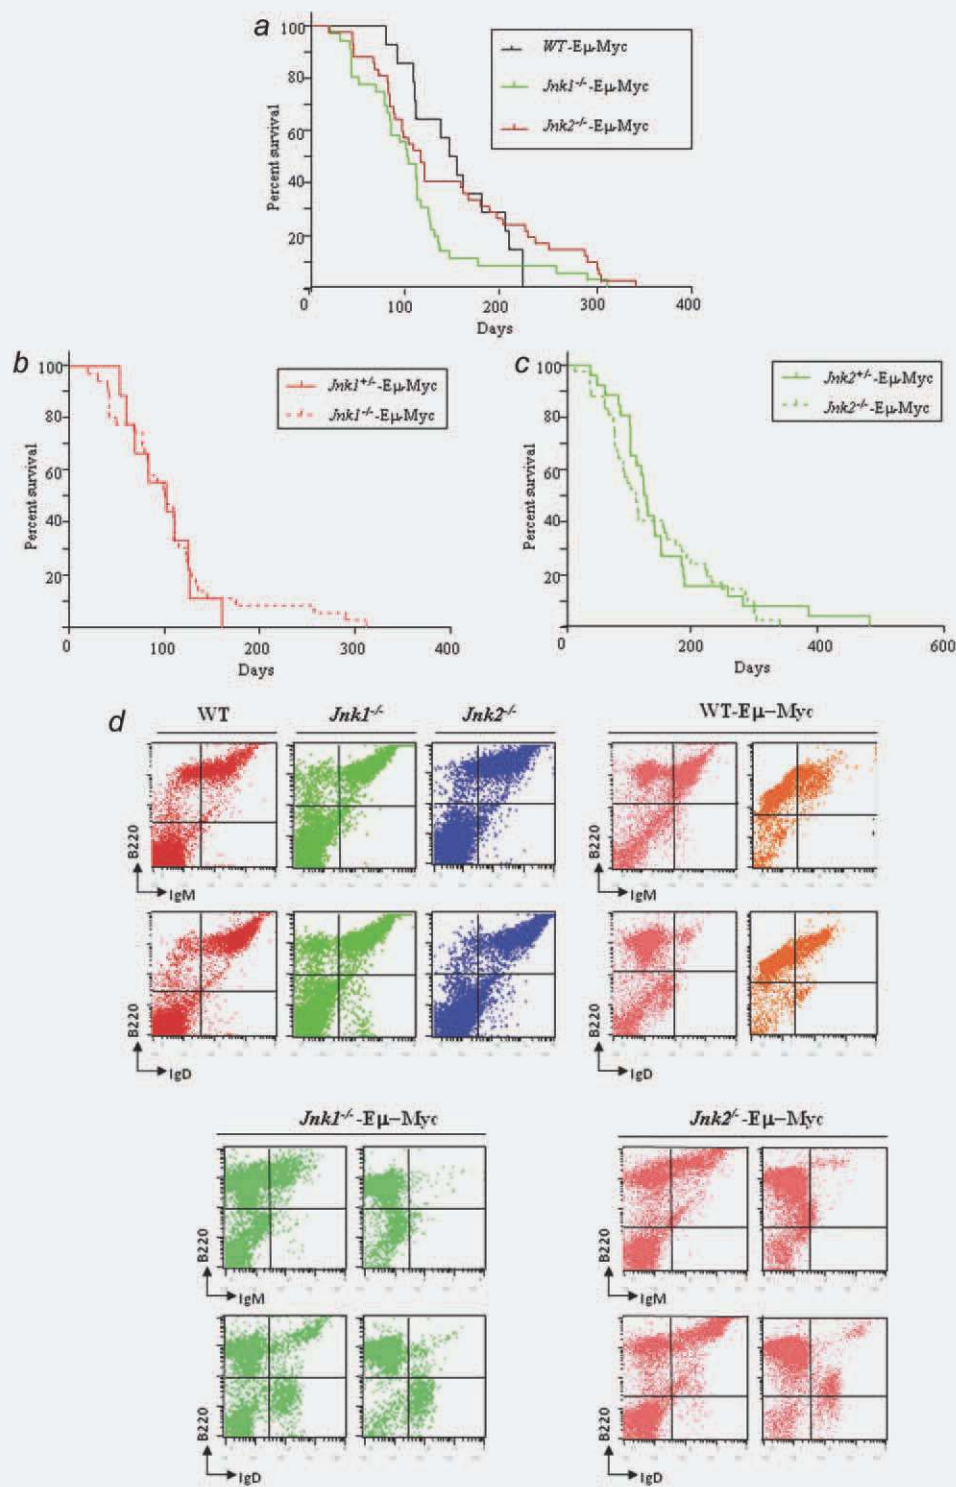 a
WT-Eμ-Myc
Jnk1-/--Eμ-Myc
Jnk2-/--Eμ-Myc
Percent survival
100
80
60
40
20
0 100 200 300 400
Days
b
Jnk1+/--Eμ-Myc
Jnk1-/--Eμ-Myc
Percent survival
100
80
60
40
20
0 100 200 300 400
Days
c
Jnk2+/--Eμ-Myc
Jnk2-/--Eμ-Myc
Percent survival
100
80
60
40
20
0 200 400 600
Days
d
WT Jnk1-/- Jnk2-/- WT-Eμ–Myc
B220 B220
IgM IgM
B220 B220
IgD IgD
Jnk1-/--Eμ–Myc Jnk2/--Eμ–Myc
B220 B220
IgM IgM
B220 B220
IgD IgD